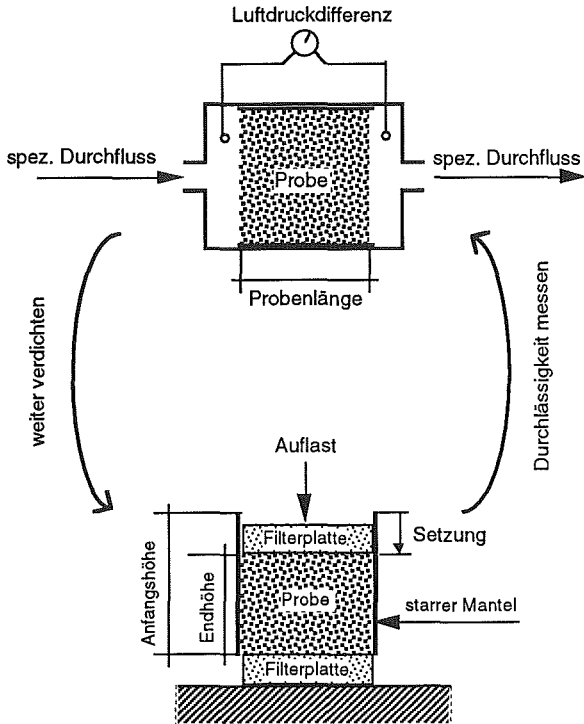 Luftdruckdifferenz
spez. Durchfluss
Probe
spez. Durchfluss
Probenlänge
weiter verdichten
Durchlässigkeit messen
Auflast
Filterplatte
Setzung
Anfangshöhe
Endhöhe
Probe
starrer Mantel
Filterplatte